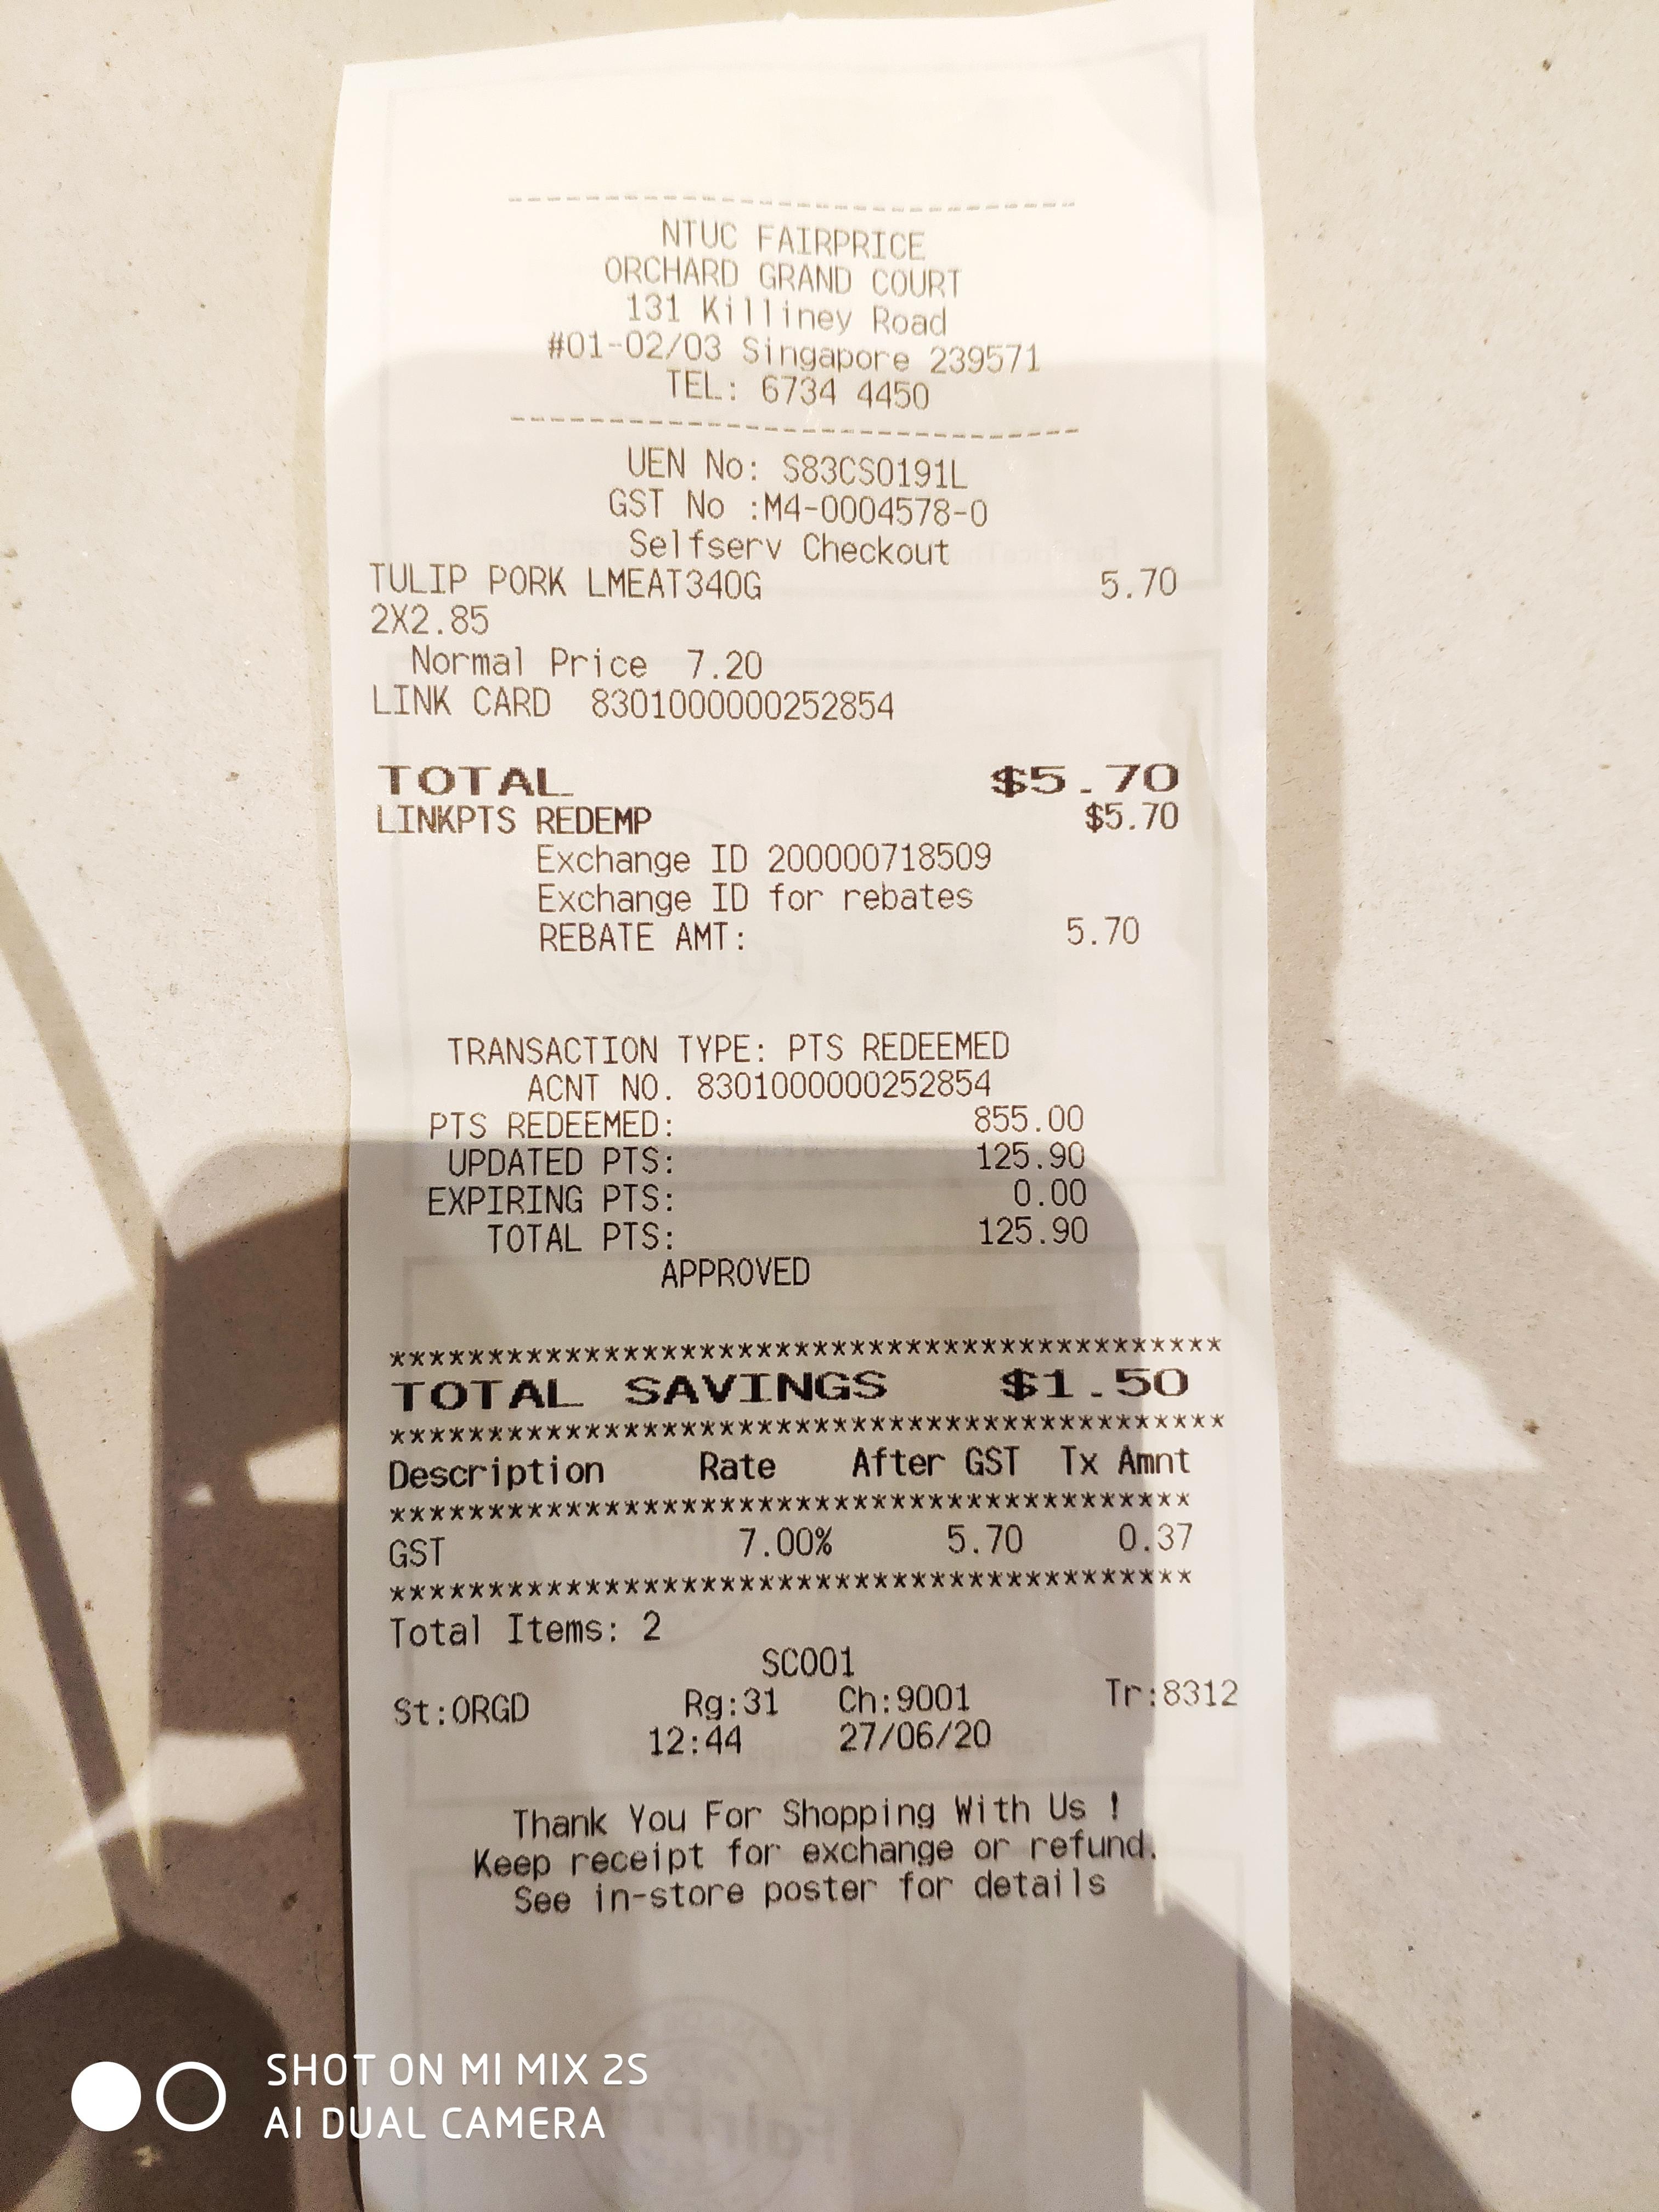 --------------------------------
NTUC FAIRPRICE
ORCHARD GRAND COURT
131 Killiney Road
#01-02/03 Singapore 239571
TEL: 6734 4450
--------------------------------
UEN No: S83CS0191L
GST No :M4-0004578-0
Selfserv Checkout
TULIP PORK LMEAT340G 5.70
2X2.85
Normal Price 7.20
LINK CARD 8301000000252854
TOTAL $5.70
LINKPTS REDEMP $5.70
Exchange ID 200000718509
Exchange ID for rebates
REBATE AMT: 5.70
TRANSACTION TYPE: PTS REDEEMED
ACNT NO. 8301000000252854
PTS REDEEMED: 855.00
UPDATED PTS: 125.90
EXPIRING PTS: 0.00
TOTAL PTS: 125.90
APPROVED
******************************************
TOTAL SAVINGS $1.50
******************************************
Description Rate After GST Tx Amnt
****************************************
GST 7.00% 5.70 0.37
****************************************
Total Items: 2
SC001
St:ORGD Rg:31 Ch:9001 Tr:8312
12:44 27/06/20
Thank You For Shopping With Us !
Keep receipt for exchange or refund.
See in-store poster for details
SHOT ON MI MIX 2S
AI DUAL CAMERA